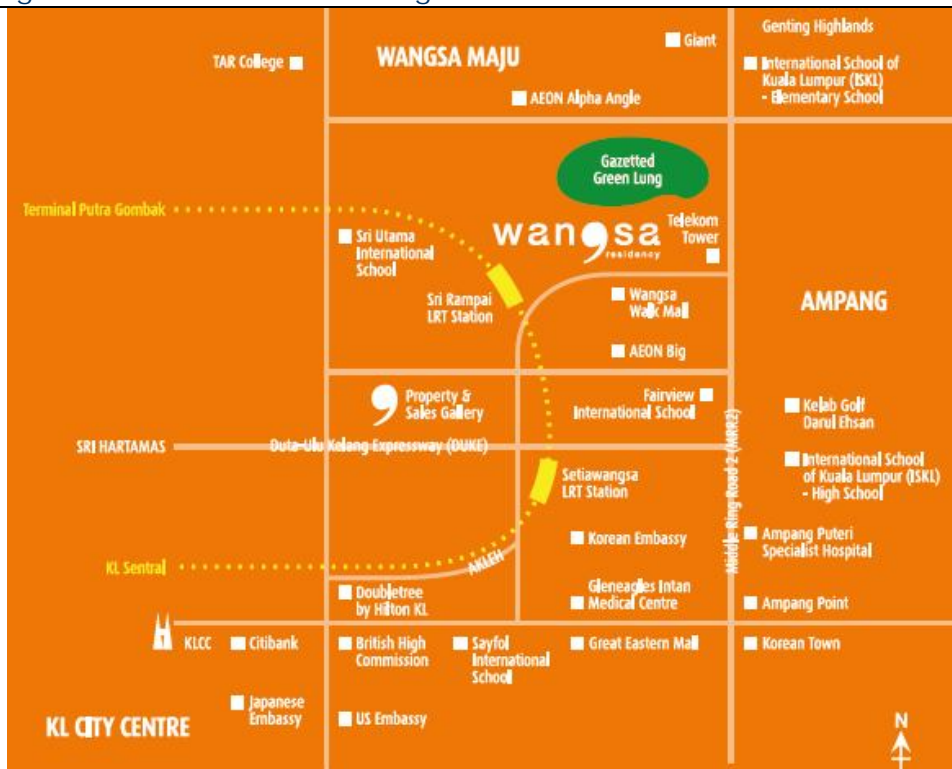 Genting Highlands
Giant
TAR College
WANGSA MAJU
International School of
Kuala Lumpur (ISKL)
- Elementary School
AEON Alpha Angle
Gazetted
Green Lung
Terminal Putra Gombak
wangsa
residency
Telekom
Tower
Sri Utama
International
School
Sri Rampai
LRT Station
Wangsa
Walk Mall
AMPANG
AEON Big
Property &
Sales Gallery
Fairview
International School
Kelab Golf
Darul Ehsan
SRI HARTAMAS
Duta-Ulu Kelang Expressway (DUKE)
Middle Ring Road 2 (MRR2)
International School
of Kuala Lumpur (ISKL)
- High School
Setiawangsa
LRT Station
Korean Embassy
Ampang Puteri
Specialist Hospital
KL Sentral
AKLEH
Doubletree
by Hilton KL
Gleneagles Intan
Medical Centre
Ampang Point
KLCC
Citibank
British High
Commission
Sayfol
International
School
Great Eastern Mall
Korean Town
Japanese
Embassy
US Embassy
KL CITY CENTRE
N